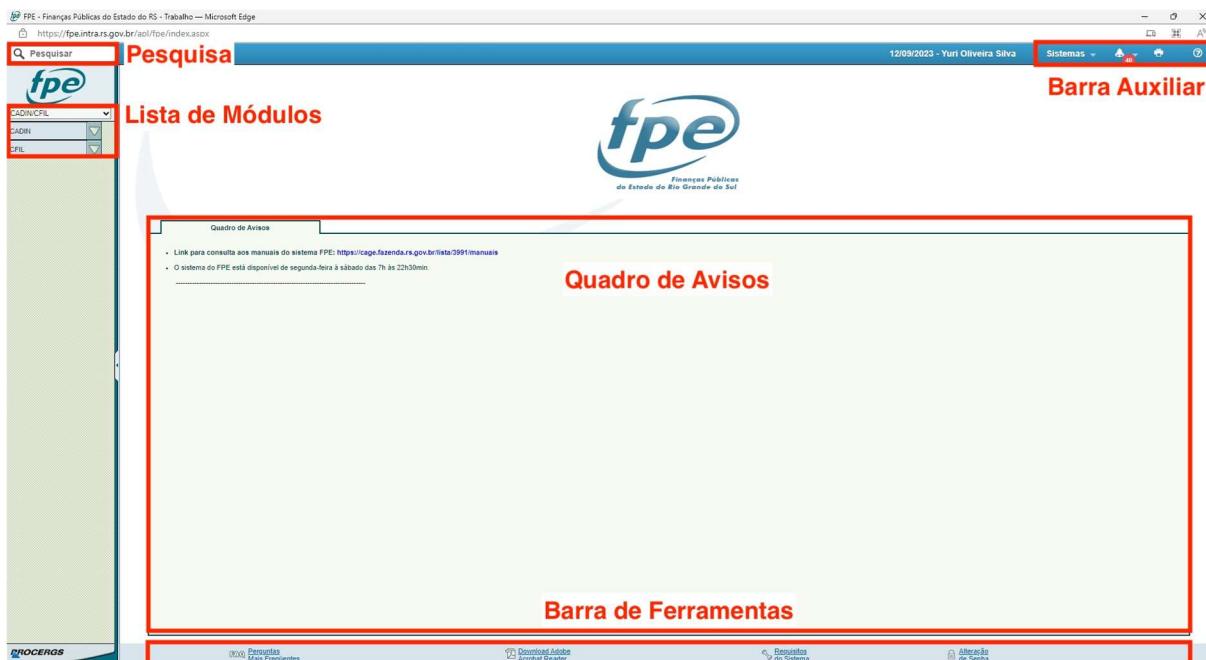 FPE - Finanças Públicas do Estado do RS - Trabalho — Microsoft Edge
https://fpe.intra.rs.gov.br/apl/fpe/index.aspx
Pesquisar
Pesquisa
12/09/2023 - Yuri Oliveira Silva
Sistemas
Barra Auxiliar
fpe
CADIN/CFIL
Lista de Módulos
CADIN
CFIL
fpe
Finanças Públicas
do Estado do Rio Grande do Sul
Quadro de Avisos
Link para consulta aos manuais do sistema FPE: https://cage.fazenda.rs.gov.br/lista/3991/manuais
O sistema do FPE está disponível de segunda-feira à sábado das 7h às 22h30min.
Quadro de Avisos
Barra de Ferramentas
PROCERGS
FAQ Perguntas
Mais Freqüentes
Download Adobe
Acrobat Reader
Requisitos
do Sistema
Alteração
de Senha